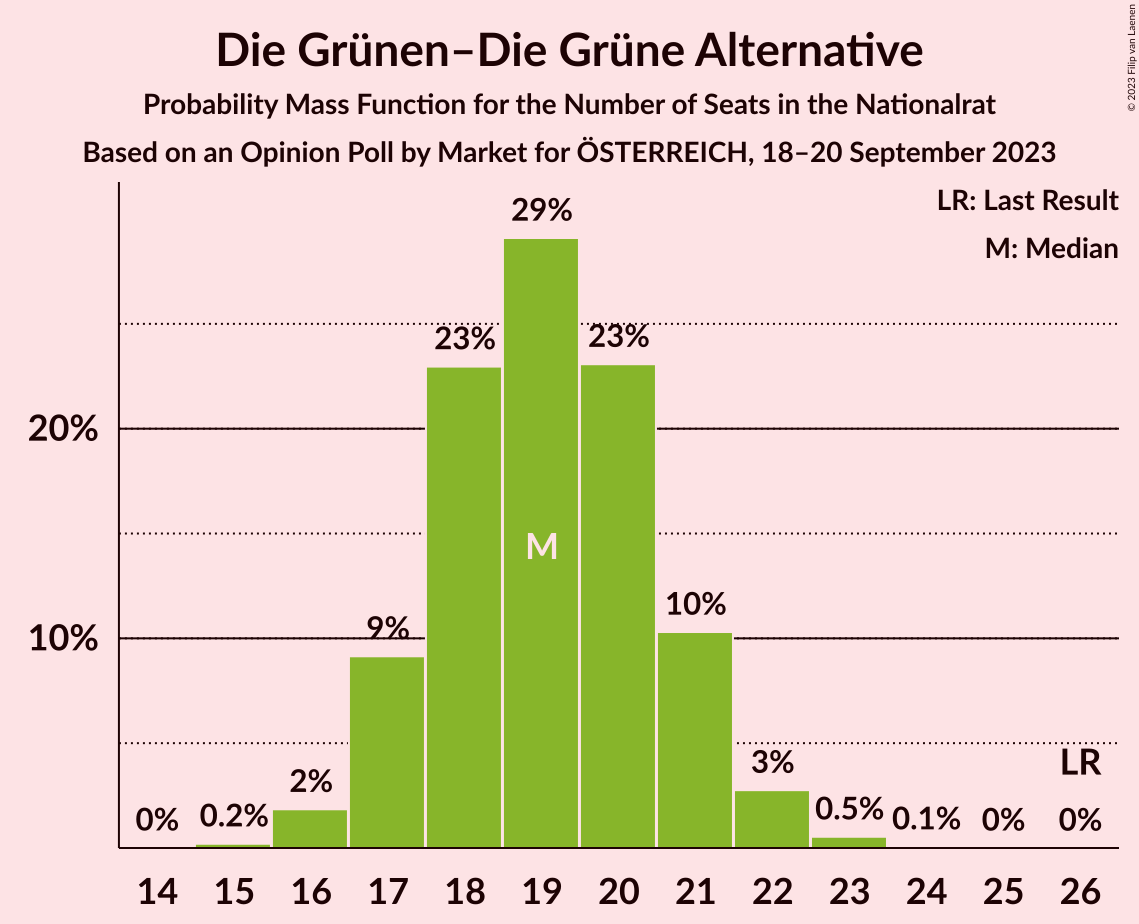 © 2023 Filip van Laenen
Die Grünen–Die Grüne Alternative
Probability Mass Function for the Number of Seats in the Nationalrat
Based on an Opinion Poll by Market for ÖSTERREICH, 18–20 September 2023
LR: Last Result
M: Median
29%
23%
23%
20%
M
10%
9%
10%
3%
LR
2%
0%
0.2%
0.5%
0.1%
0%
0%
14 15 16 17 18 19 20 21 22 23 24 25 26